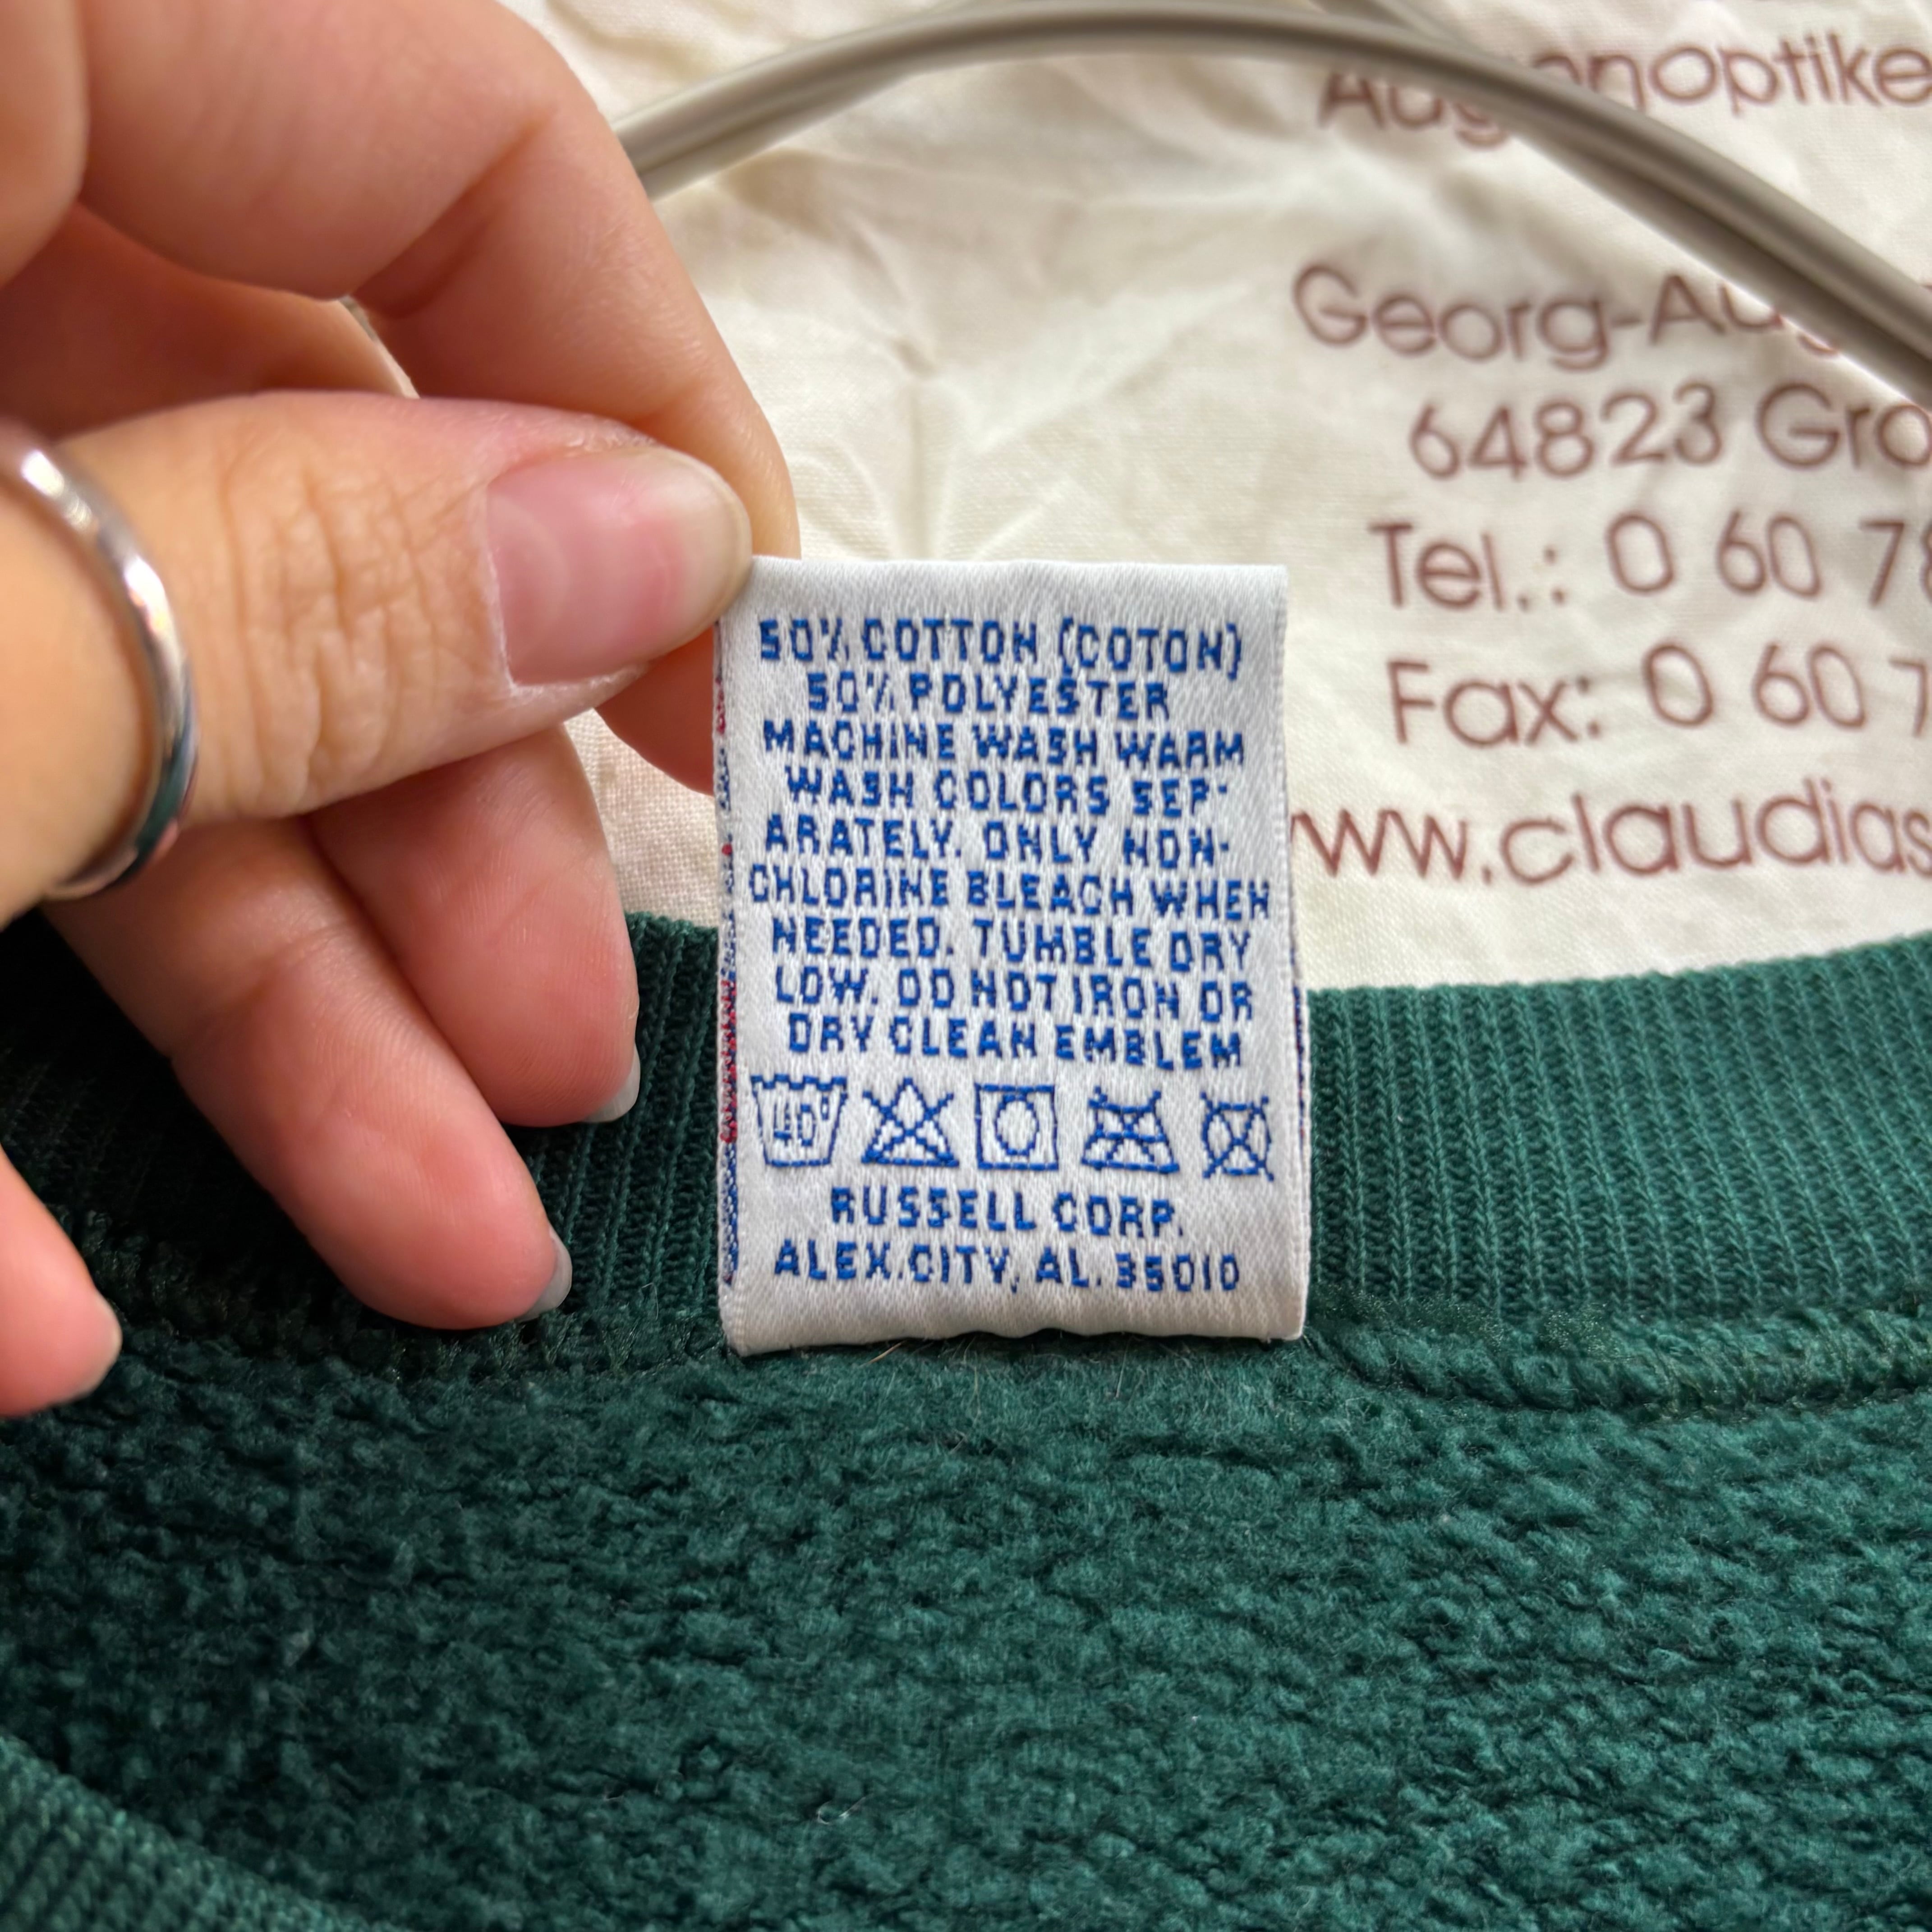 Georg-Au
64823 Gro
Tel.: 0 60 78
Fax: 0 60 7
www.claudias
50% COTTON (COTON)
50% POLYESTER
MACHINE WASH WARM
WASH COLORS SEP-
ARATELY. ONLY NON-
CHLORINE BLEACH WHEN
NEEDED. TUMBLE DRY
LOW. DO NOT IRON OR
DRY CLEAN EMBLEM
40°
RUSSELL CORP.
ALEX.CITY, AL. 35010